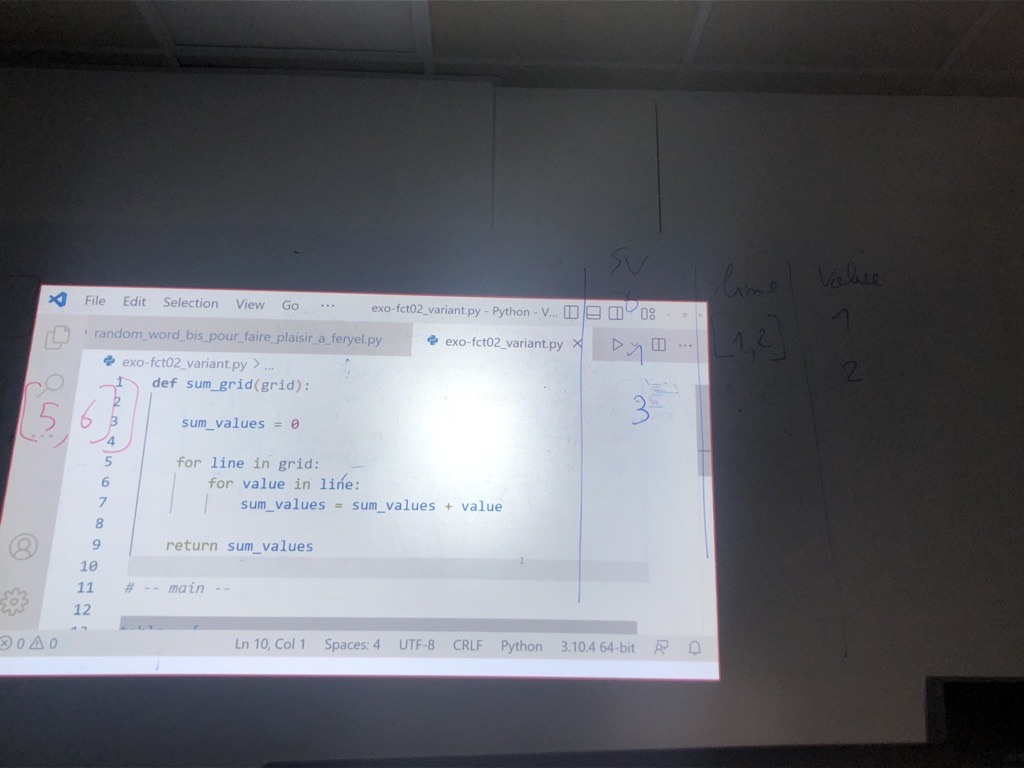 SV line value
File Edit Selection View Go ... exo-fct02_variant.py - Python - V...
random_word_bis_pour_faire_plaisir_a_feryel.py exo-fct02_variant.py
exo-fct02_variant.py > ...
1 def sum_grid(grid):
2
3 sum_values = 0
4
5 for line in grid:
6 for value in line:
7 sum_values = sum_values + value
8
9 return sum_values
10
11 # -- main --
12
0 0 Ln 10, Col 1 Spaces: 4 UTF-8 CRLF Python 3.10.4 64-bit
0 1
[1,2] 1
2
3
[5, 6]]